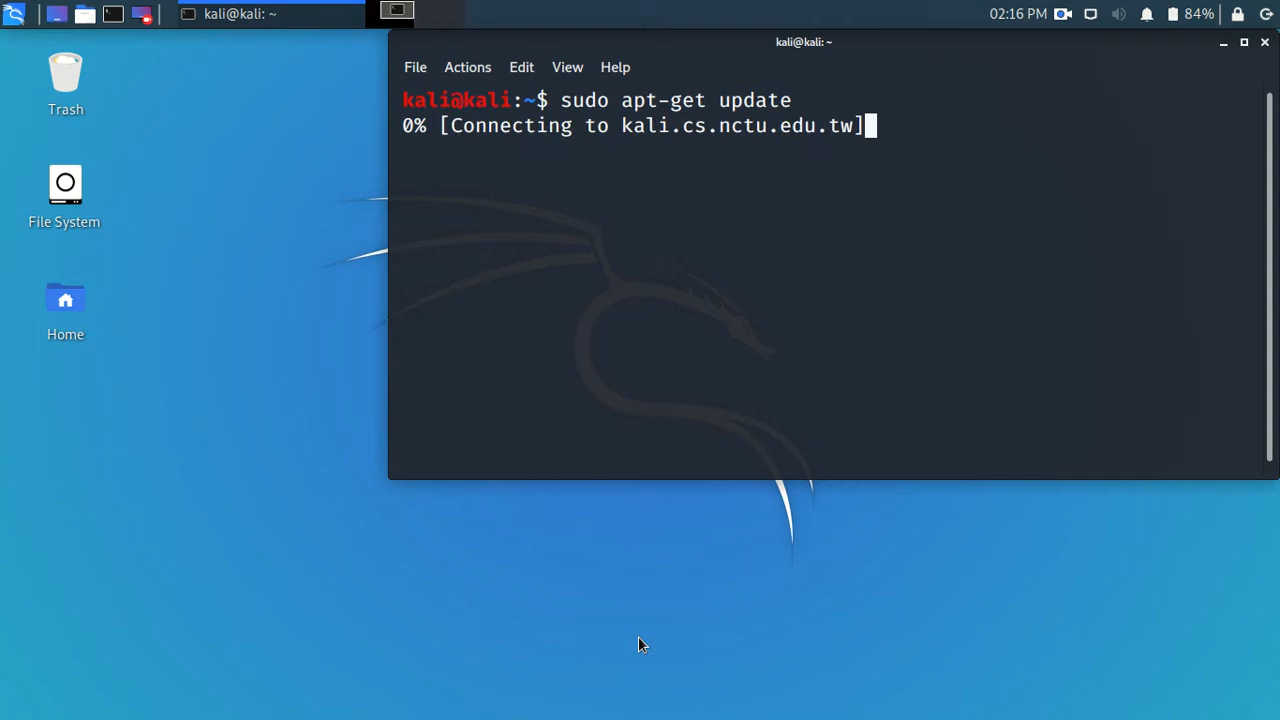 kali@kali: ~
02:16 PM
84%
Trash
File System
Home
kali@kali: ~
File Actions Edit View Help
kali@kali:~$ sudo apt-get update
0% [Connecting to kali.cs.nctu.edu.tw]